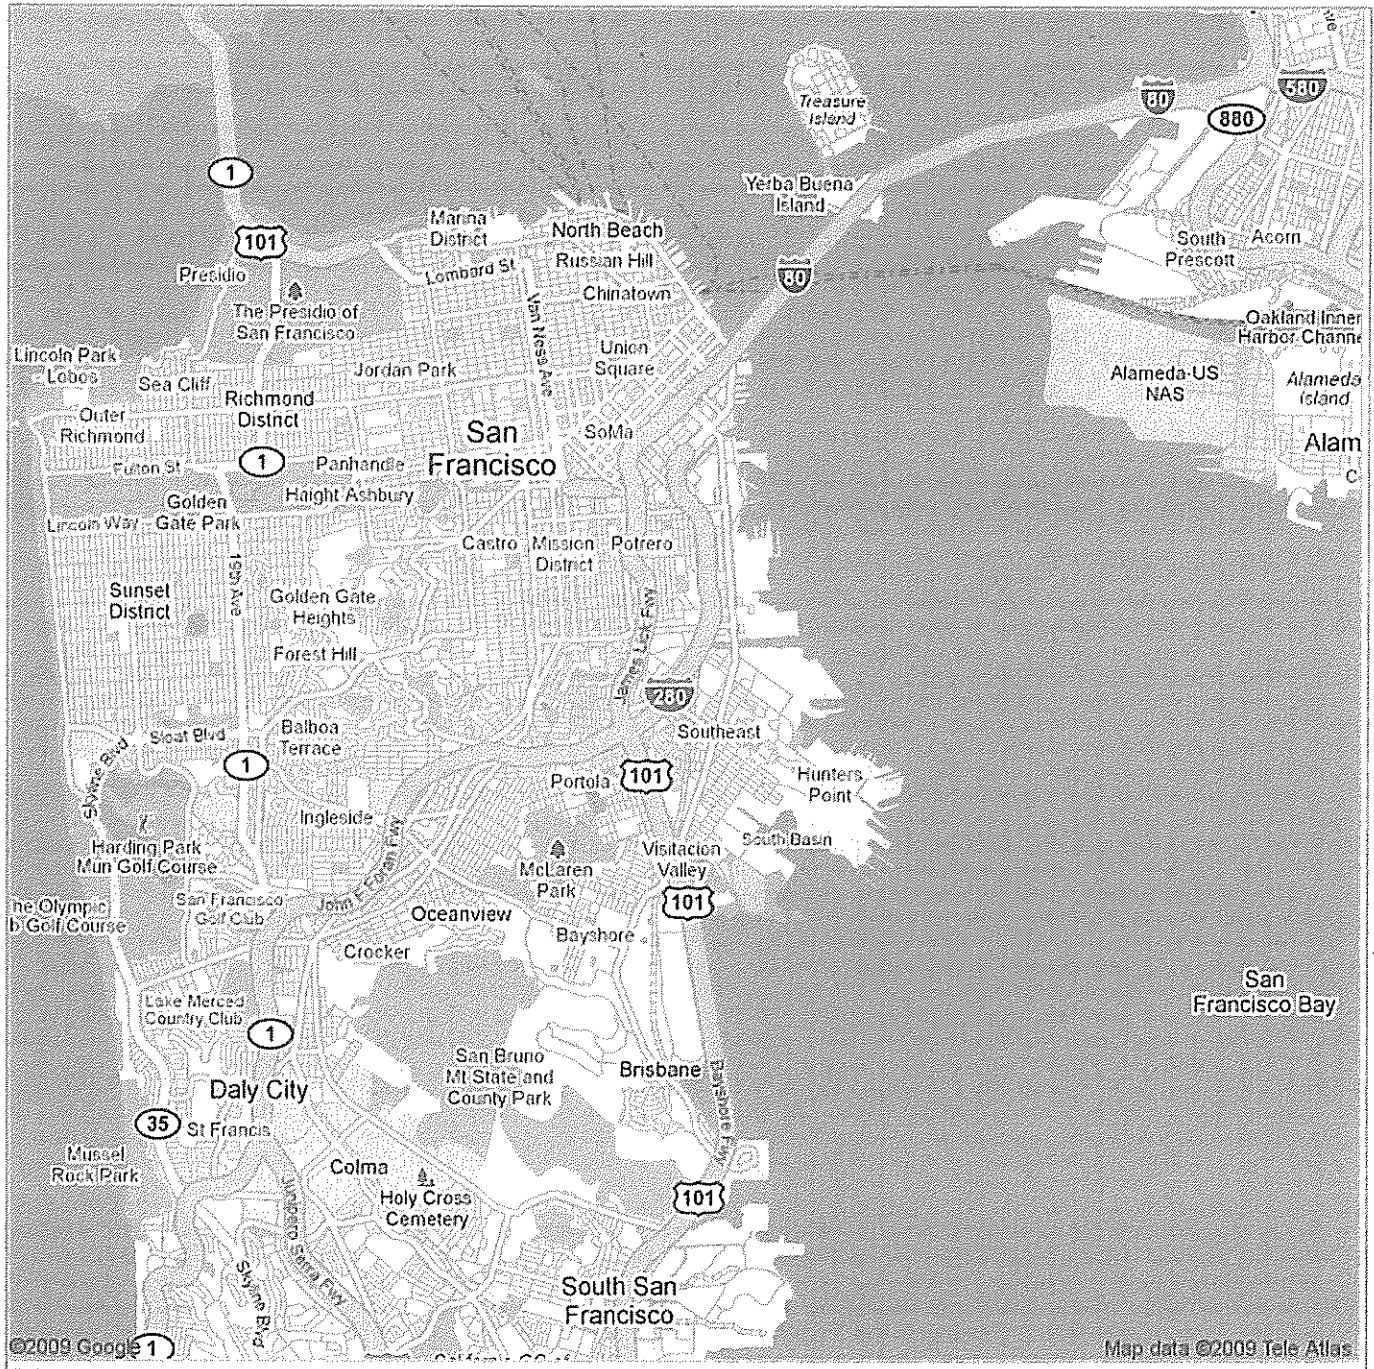 Treasure
Island
80
580
880
1
Yerba Buena
Island
Marina
District
North Beach
101
Russian Hill
South
Prescott
Acorn
Presidio
Lombard St
80
Chinatown
The Presidio of
San Francisco
Van Ness Ave
Oakland Inner
Harbor Channe
Lincoln Park
Lobos
Union
Square
Jordan Park
Sea Cliff
Alameda-US
NAS
Alameda
Island
Richmond
District
Outer
Richmond
San
Francisco
SoMa
Alam
Fulton St
1
Panhandle
C
Haight Ashbury
Golden
Gate Park
Lincoln Way
Castro
Mission
District
Potrero
19th Ave
Sunset
District
Golden Gate
Heights
James Lick Fwy
Forest Hill
280
Sloat Blvd
Balboa
Terrace
Southeast
Skyline Blvd
1
Portola
101
Hunters
Point
Ingleside
Harding Park
Mun Golf Course
John F Foran Fwy
McLaren
Park
Visitacion
Valley
South Basin
San Francisco
Golf Club
101
he Olympic
b Golf Course
Oceanview
Bayshore
Crocker
San
Francisco Bay
Lake Merced
Country Club
1
San Bruno
Mt State and
County Park
Brisbane
Bayshore Fwy
Daly City
35
St Francis
Mussel
Rock Park
Colma
Holy Cross
Cemetery
101
Junipero Serra Fwy
Skyline Blvd
South San
Francisco
©2009 Google
1
Map data ©2009 Tele Atlas